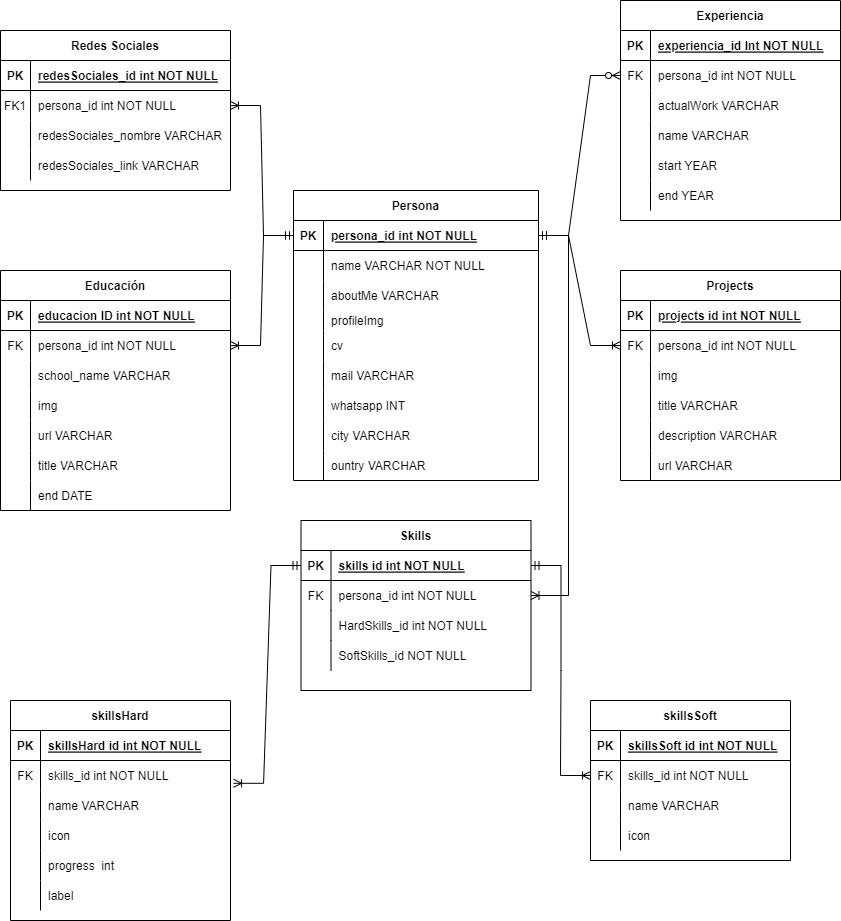 Redes Sociales
PK redesSociales_id int NOT NULL
FK1 persona_id int NOT NULL
redesSociales_nombre VARCHAR
redesSociales_link VARCHAR
Experiencia
PK experiencia_id Int NOT NULL
FK persona_id int NOT NULL
actualWork VARCHAR
name VARCHAR
start YEAR
end YEAR
Persona
PK persona_id int NOT NULL
name VARCHAR NOT NULL
aboutMe VARCHAR
profileImg
cv
mail VARCHAR
whatsapp INT
city VARCHAR
ountry VARCHAR
Educación
PK educacion ID int NOT NULL
FK persona_id int NOT NULL
school_name VARCHAR
img
url VARCHAR
title VARCHAR
end DATE
Projects
PK projects id int NOT NULL
FK persona_id int NOT NULL
img
title VARCHAR
description VARCHAR
url VARCHAR
Skills
PK skills id int NOT NULL
FK persona_id int NOT NULL
HardSkills_id int NOT NULL
SoftSkills_id NOT NULL
skillsHard
PK skillsHard id int NOT NULL
FK skills_id int NOT NULL
name VARCHAR
icon
progress  int
label
skillsSoft
PK skillsSoft id int NOT NULL
FK skills_id int NOT NULL
name VARCHAR
icon